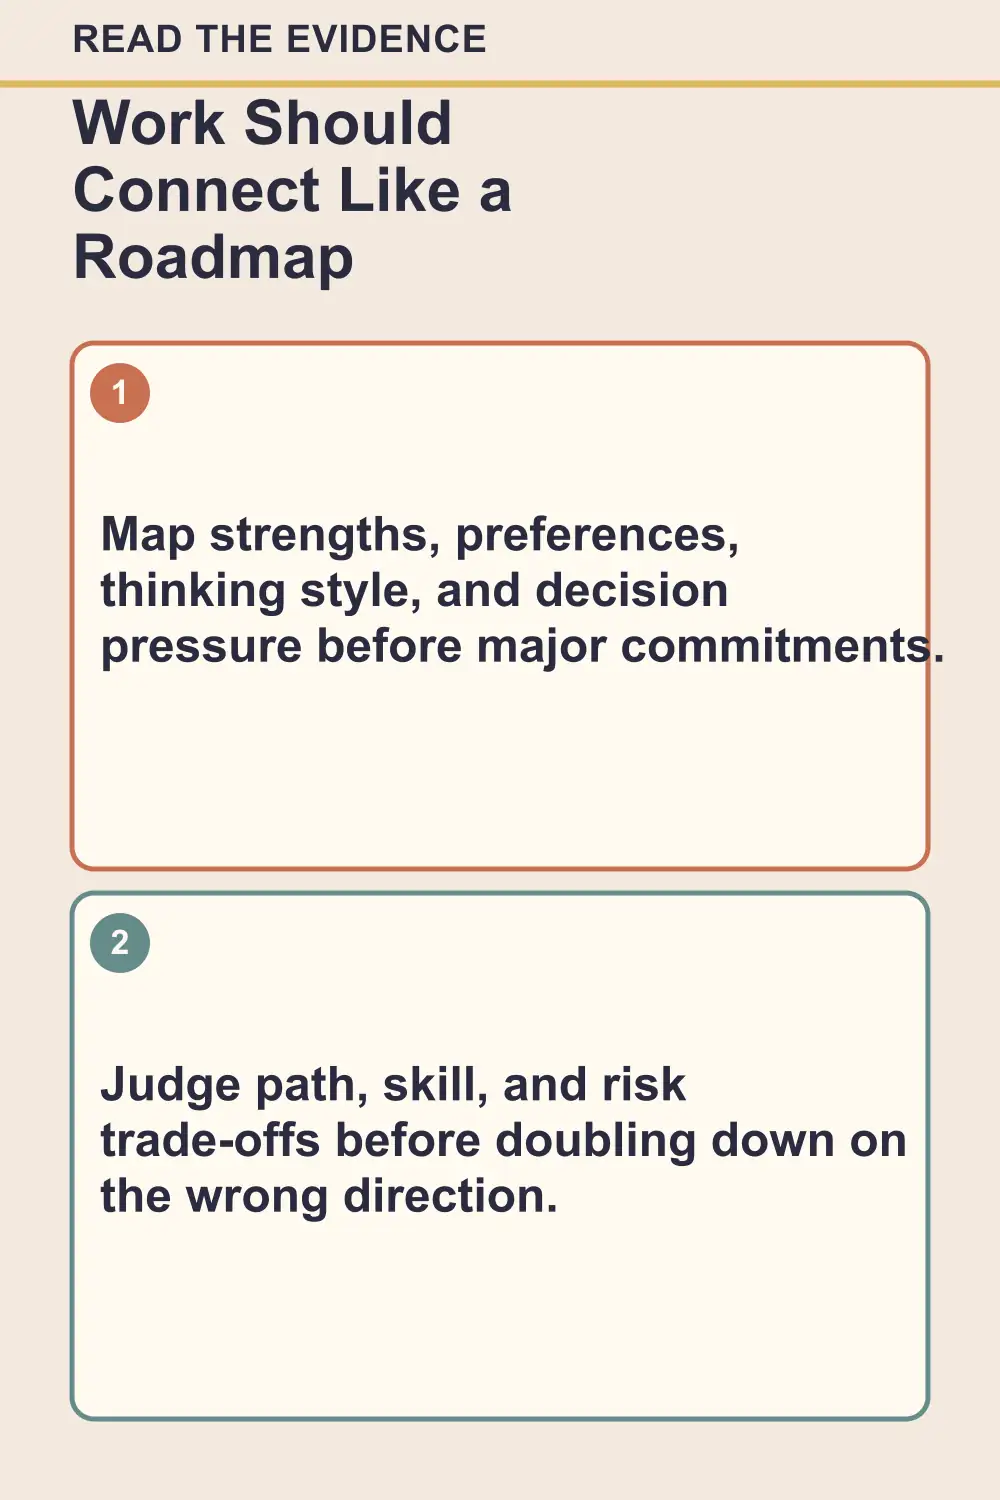 READ THE EVIDENCE
Work Should
Connect Like a
Roadmap
1
Map strengths, preferences,
thinking style, and decision
pressure before major commitments.
2
Judge path, skill, and risk
trade-offs before doubling down on
the wrong direction.